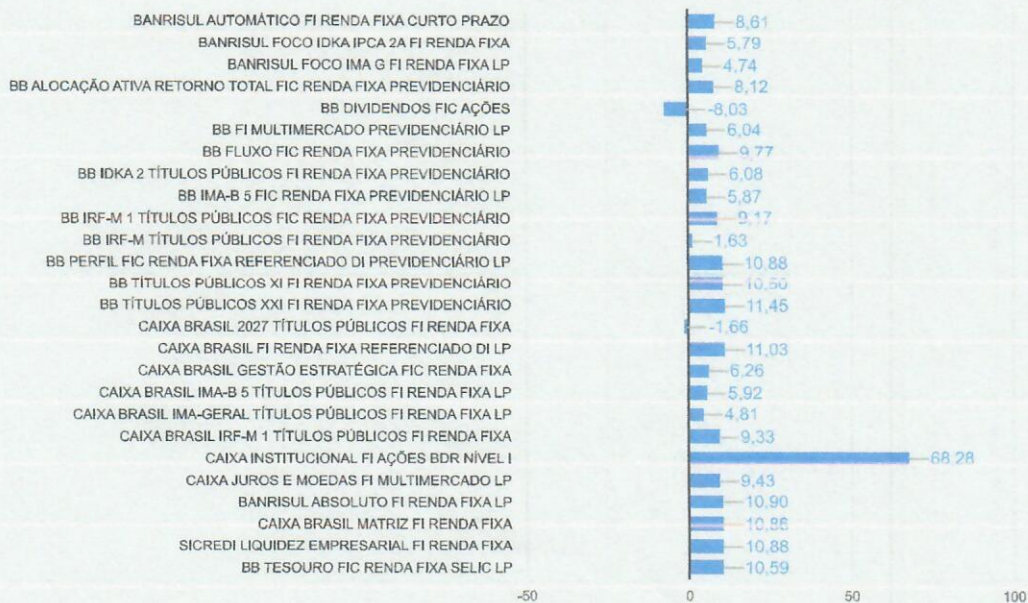 BANRISUL AUTOMÁTICO FI RENDA FIXA CURTO PRAZO 8,61
BANRISUL FOCO IDKA IPCA 2A FI RENDA FIXA 5,79
BANRISUL FOCO IMA G FI RENDA FIXA LP 4,74
BB ALOCAÇÃO ATIVA RETORNO TOTAL FIC RENDA FIXA PREVIDENCIÁRIO 8,12
BB DIVIDENDOS FIC AÇÕES -8,03
BB FI MULTIMERCADO PREVIDENCIÁRIO LP 6,04
BB FLUXO FIC RENDA FIXA PREVIDENCIÁRIO 9,77
BB IDKA 2 TÍTULOS PÚBLICOS FI RENDA FIXA PREVIDENCIÁRIO 6,08
BB IMA-B 5 FIC RENDA FIXA PREVIDENCIÁRIO LP 5,87
BB IRF-M 1 TÍTULOS PÚBLICOS FIC RENDA FIXA PREVIDENCIÁRIO 9,17
BB IRF-M TÍTULOS PÚBLICOS FI RENDA FIXA PREVIDENCIÁRIO 1,63
BB PERFIL FIC RENDA FIXA REFERENCIADO DI PREVIDENCIÁRIO LP 10,88
BB TÍTULOS PÚBLICOS XI FI RENDA FIXA PREVIDENCIÁRIO
BB TÍTULOS PÚBLICOS XXI FI RENDA FIXA PREVIDENCIÁRIO 11,45
CAIXA BRASIL 2027 TÍTULOS PÚBLICOS FI RENDA FIXA -1,66
CAIXA BRASIL FI RENDA FIXA REFERENCIADO DI LP 11,03
CAIXA BRASIL GESTÃO ESTRATÉGICA FIC RENDA FIXA 6,26
CAIXA BRASIL IMA-B 5 TÍTULOS PÚBLICOS FI RENDA FIXA LP 5,92
CAIXA BRASIL IMA-GERAL TÍTULOS PÚBLICOS FI RENDA FIXA LP 4,81
CAIXA BRASIL IRF-M 1 TÍTULOS PÚBLICOS FI RENDA FIXA 9,33
CAIXA INSTITUCIONAL FI AÇÕES BDR NÍVEL I 68,28
CAIXA JUROS E MOEDAS FI MULTIMERCADO LP 9,43
BANRISUL ABSOLUTO FI RENDA FIXA LP 10,90
CAIXA BRASIL MATRIZ FI RENDA FIXA
SICREDI LIQUIDEZ EMPRESARIAL FI RENDA FIXA 10,88
BB TESOURO FIC RENDA FIXA SELIC LP 10,59
-50 0 50 100